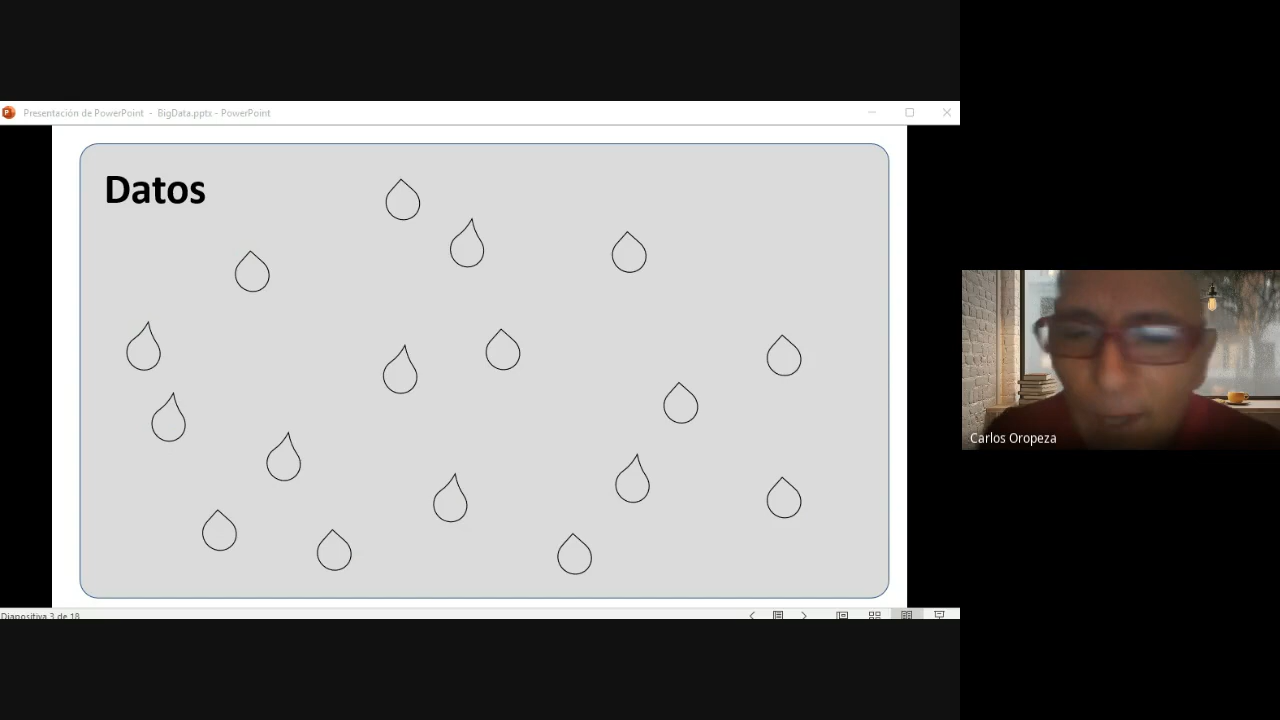 Presentación de PowerPoint - BigData.pptx - PowerPoint
Datos
Carlos Oropeza
Diapositiva 3 de 18